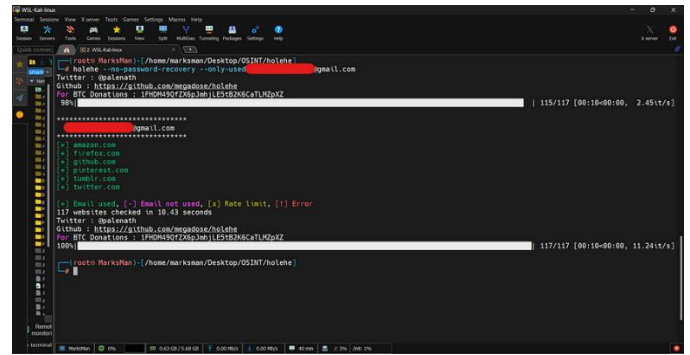 WSL-Kali-linux
Terminal Sessions View X server Tools Games Settings Macros Help
Session Servers Tools Games Sessions View Split MultiExec Tunneling Packages Settings Help
X server Exit
Quick connec
2. WSL-Kali-linux
┌──(root㉿ MarksMan)-[/home/marksman/Desktop/OSINT/holehe]
└─# holehe --no-password-recovery --only-used @gmail.com
Twitter : @palenath
Github : https://github.com/megadose/holehe
For BTC Donations : 1FHDM49QfZX6pJmhjLE5tB2K6CaTLMZpXZ
98%| | 115/117 [00:10<00:00, 2.45it/s]
******************************
@gmail.com
******************************
[+] amazon.com
[+] firefox.com
[+] github.com
[+] pinterest.com
[+] tumblr.com
[+] twitter.com
[+] Email used, [-] Email not used, [x] Rate limit, [!] Error
117 websites checked in 10.43 seconds
Twitter : @palenath
Github : https://github.com/megadose/holehe
For BTC Donations : 1FHDM49QfZX6pJmhjLE5tB2K6CaTLMZpXZ
100%| | 117/117 [00:10<00:00, 11.24it/s]
┌──(root㉿ MarksMan)-[/home/marksman/Desktop/OSINT/holehe]
└─#
Remot
monitori
terminal
MarksMan 0% 0.63 GB / 5.68 GB 0.00 Mb/s 0.00 Mb/s 40 min